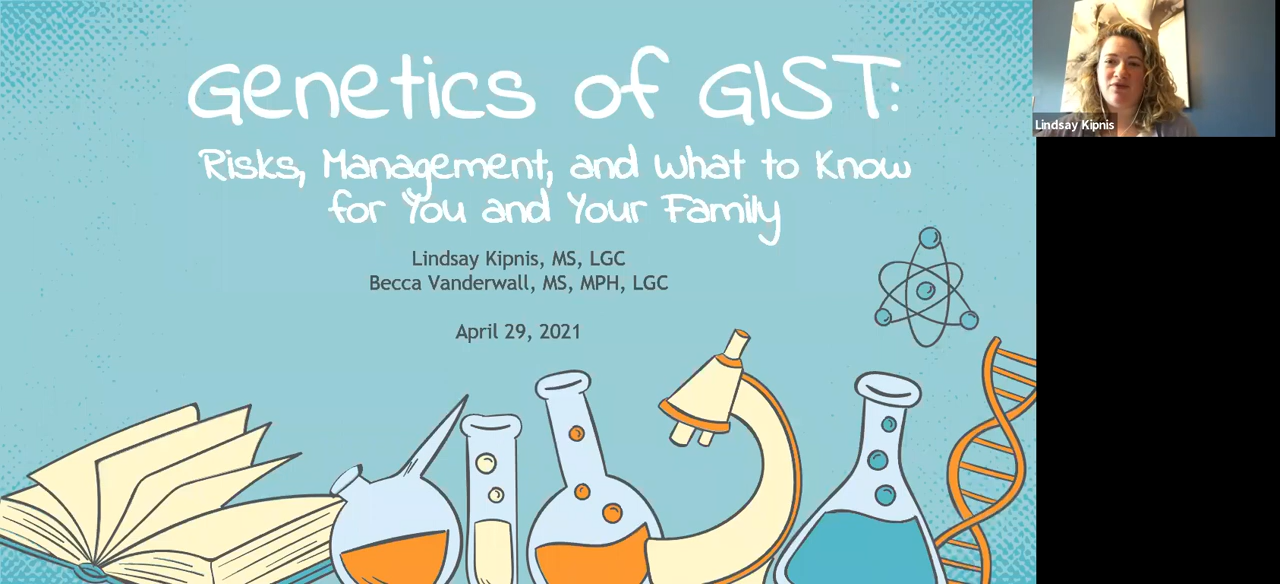 Genetics of GIST:
Risks, Management, and What to Know
for You and Your Family
Lindsay Kipnis, MS, LGC
Becca Vanderwall, MS, MPH, LGC
April 29, 2021
Lindsay Kipnis